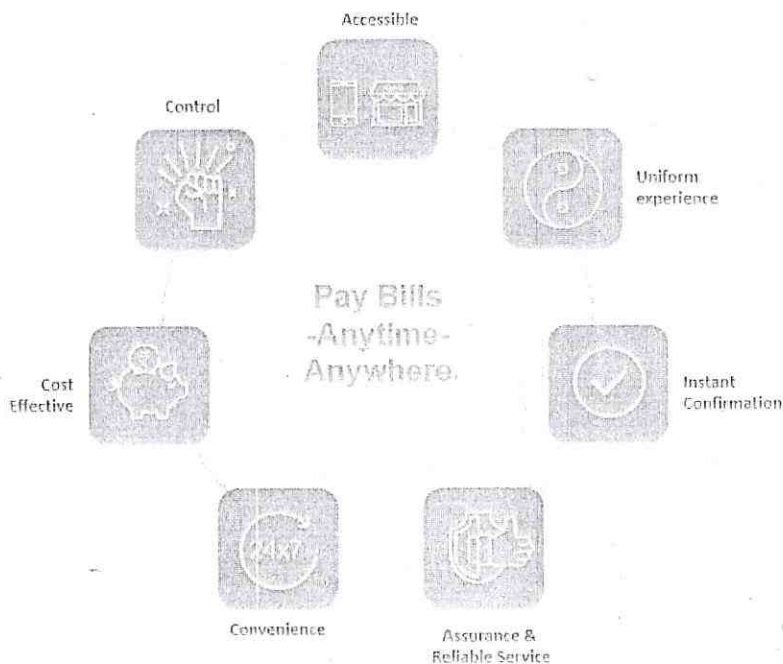 Accessible
Control
Uniform
experience
Pay Bills
-Anytime-
Anywhere.
Cost
Effective
Instant
Confirmation
24x7
Convenience
Assurance &
Reliable Service